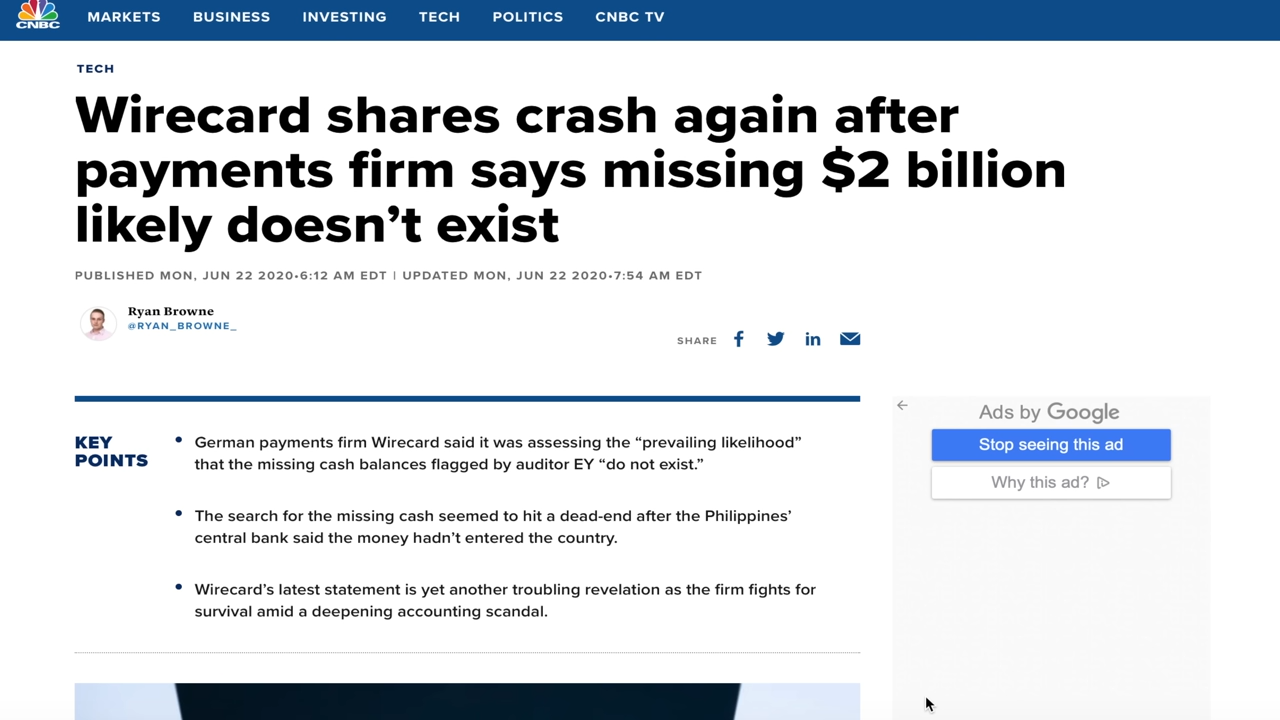 CNBC
MARKETS BUSINESS INVESTING TECH POLITICS CNBC TV
TECH
Wirecard shares crash again after
payments firm says missing $2 billion
likely doesn’t exist
PUBLISHED MON, JUN 22 2020•6:12 AM EDT | UPDATED MON, JUN 22 2020•7:54 AM EDT
Ryan Browne
@RYAN_BROWNE_
SHARE
KEY
POINTS
• German payments firm Wirecard said it was assessing the “prevailing likelihood”
that the missing cash balances flagged by auditor EY “do not exist.”
• The search for the missing cash seemed to hit a dead-end after the Philippines’
central bank said the money hadn’t entered the country.
• Wirecard’s latest statement is yet another troubling revelation as the firm fights for
survival amid a deepening accounting scandal.
Ads by Google
Stop seeing this ad
Why this ad?